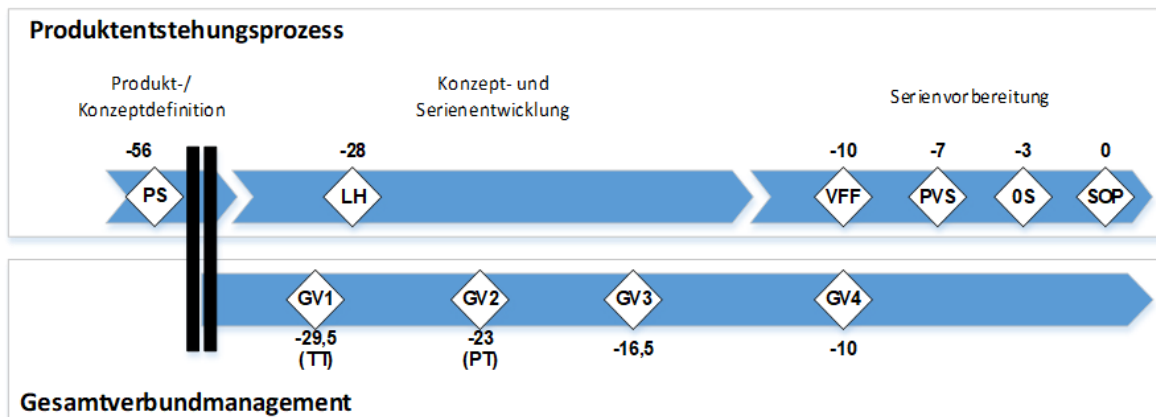 Produktentstehungsprozess
Produkt-/
Konzeptdefinition
Konzept- und
Serienentwicklung
Serienvorbereitung
-56
-28
-10
-7
-3
0
PS
LH
VFF
PVS
0S
SOP
GV1
GV2
GV3
GV4
-29,5
(TT)
-23
(PT)
-16,5
-10
Gesamtverbundmanagement